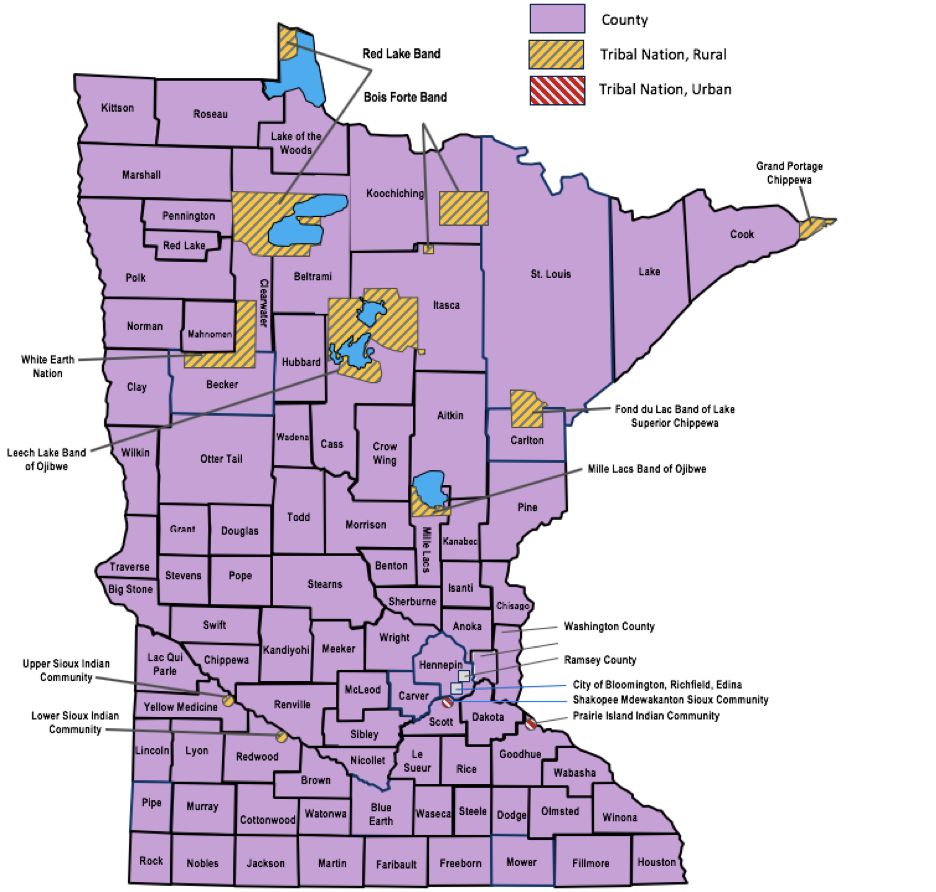 County
Tribal Nation, Rural
Tribal Nation, Urban
Red Lake Band
Bois Forte Band
Grand Portage
Chippewa
Kittson
Roseau
Lake of the
Woods
Marshall
Koochiching
Pennington
Red Lake
Cook
Polk
Beltrami
St. Louis
Lake
Clearwater
Itasca
Norman
Mahnomen
White Earth
Nation
Hubbard
Clay
Becker
Fond du Lac Band of Lake
Superior Chippewa
Aitkin
Carlton
Leech Lake Band
of Ojibwe
Wilkin
Otter Tail
Wadena
Cass
Crow
Wing
Mille Lacs Band of Ojibwe
Pine
Grant
Douglas
Todd
Morrison
Mille Lacs
Kanabec
Traverse
Stevens
Pope
Stearns
Benton
Big Stone
Isanti
Sherburne
Chisago
Swift
Anoka
Washington County
Wright
Kandiyohi
Meeker
Lac Qui
Parle
Chippewa
Hennepin
Ramsey County
Upper Sioux Indian
Community
McLeod
Carver
City of Bloomington, Richfield, Edina
Shakopee Mdewakanton Sioux Community
Yellow Medicine
Renville
Scott
Dakota
Prairie Island Indian Community
Lower Sioux Indian
Community
Sibley
Lincoln
Lyon
Redwood
Nicollet
Le
Sueur
Rice
Goodhue
Wabasha
Brown
Pipe
Murray
Cottonwood
Watonwa
Blue
Earth
Waseca
Steele
Dodge
Olmsted
Winona
Rock
Nobles
Jackson
Martin
Faribault
Freeborn
Mower
Fillmore
Houston